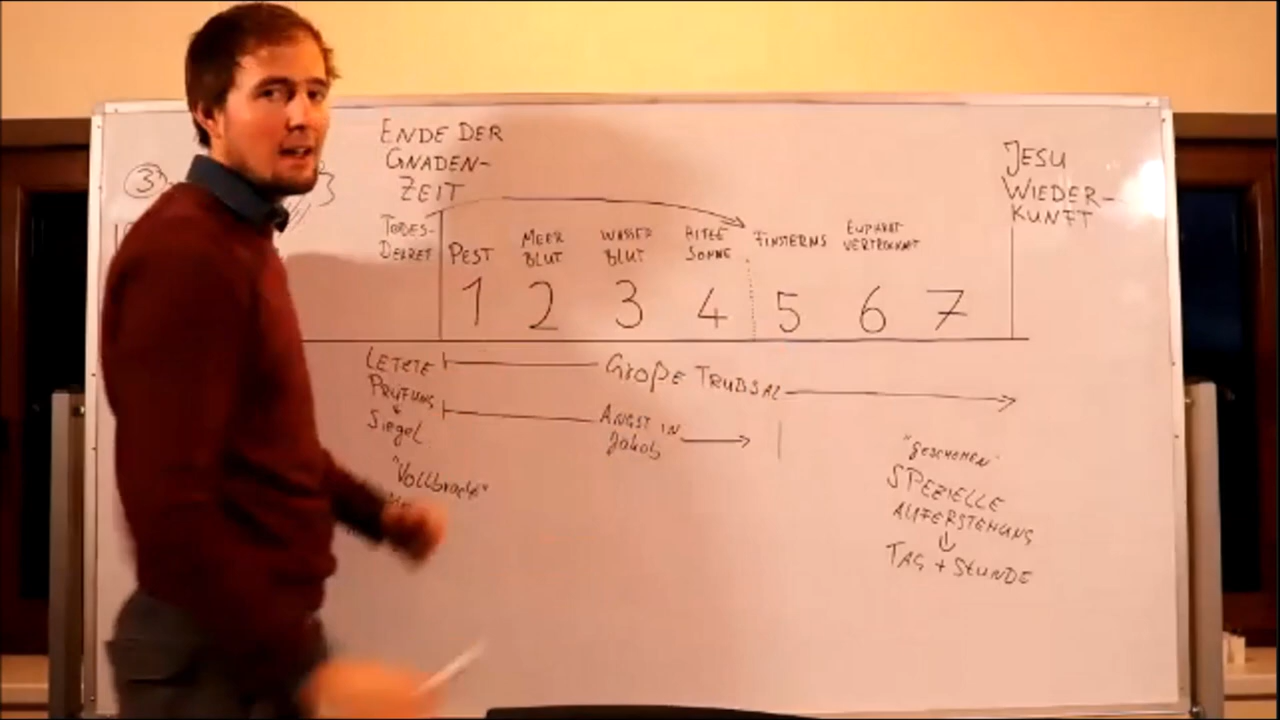 ENDE DER
GNADEN-
ZEIT
JESU
WIEDER-
KUNFT
③
TODES-
DEKRET
PEST
MEER
BLUT
WASSER
BLUT
HITZE
SONNE
FINSTERNIS
EUPHRAT
VERTROCKNET
1 2 3 4 5 6 7
LETZTE
PRÜFUNG
Siegel
GROßE TRÜBSAL
ANGST IN
Jakob
"Vollbracht"
"GESCHEHEN"
SPEZIELLE
AUFERSTEHUNG
TAG + STUNDE